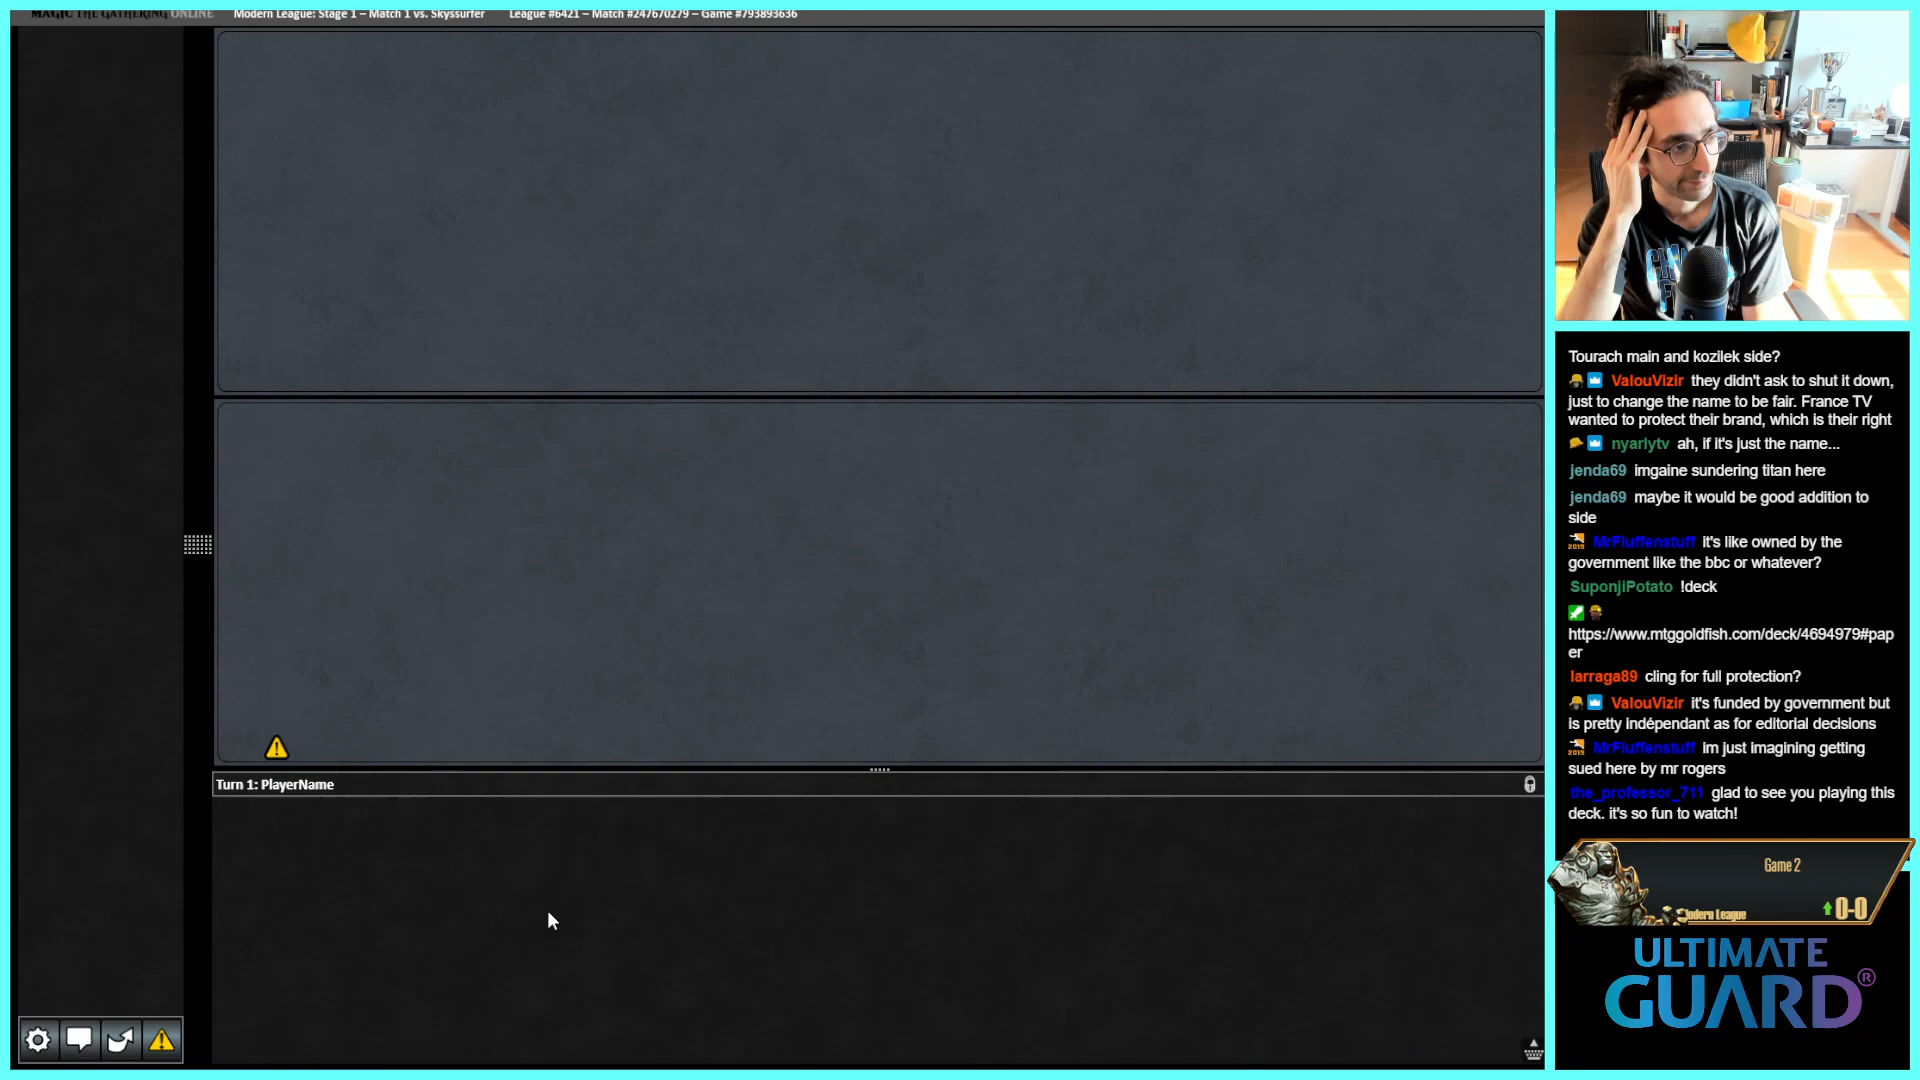 MAGIC THE GATHERING ONLINE
Modern League: Stage 1 – Match 1 vs. Skyssurfer
League #6421 – Match #247670279 – Game #793893636
Turn 1: PlayerName
Tourach main and kozilek side?
ValouVizir they didn't ask to shut it down,
just to change the name to be fair. France TV
wanted to protect their brand, which is their right
nyarlytv ah, if it's just the name...
jenda69 imgaine sundering titan here
jenda69 maybe it would be good addition to
side
2019 MrFluffenstuff it's like owned by the
government like the bbc or whatever?
SuponjiPotato !deck
https://www.mtggoldfish.com/deck/4694979#pap
er
larraga89 cling for full protection?
ValouVizir it's funded by government but
is pretty indépendant as for editorial decisions
2019 MrFluffenstuff im just imagining getting
sued here by mr rogers
the_professor_711 glad to see you playing this
deck. it's so fun to watch!
Game 2
Modern League
0-0
ULTIMATE
GUARD®